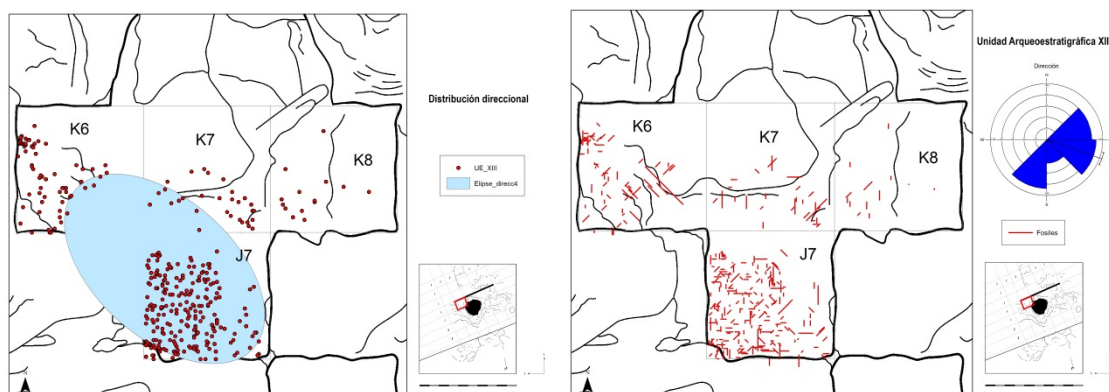 K6
K7
K8
J7
Distribución direccional
UE_XIII
Elipse_direcc4
K6
K7
K8
J7
Unidad Arqueoestratigráfica XII
Dirección
Fosiles